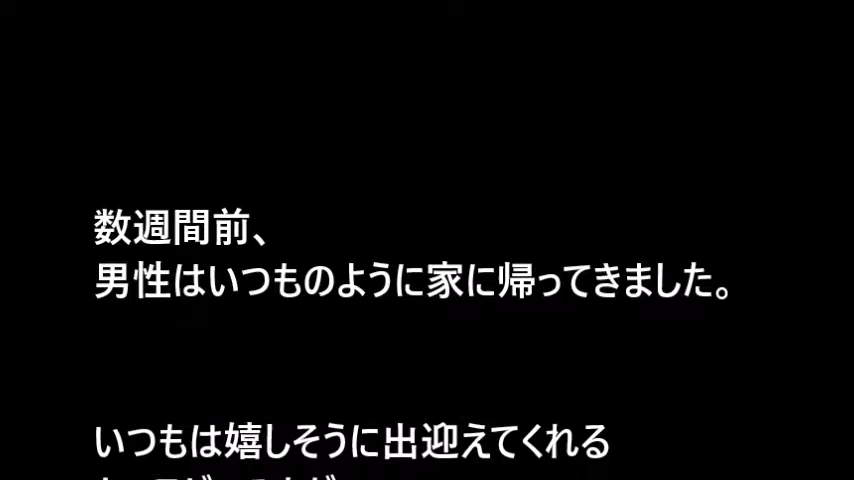 数週間前、
男性はいつものように家に帰ってきました。
いつもは嬉しそうに出迎えてくれる